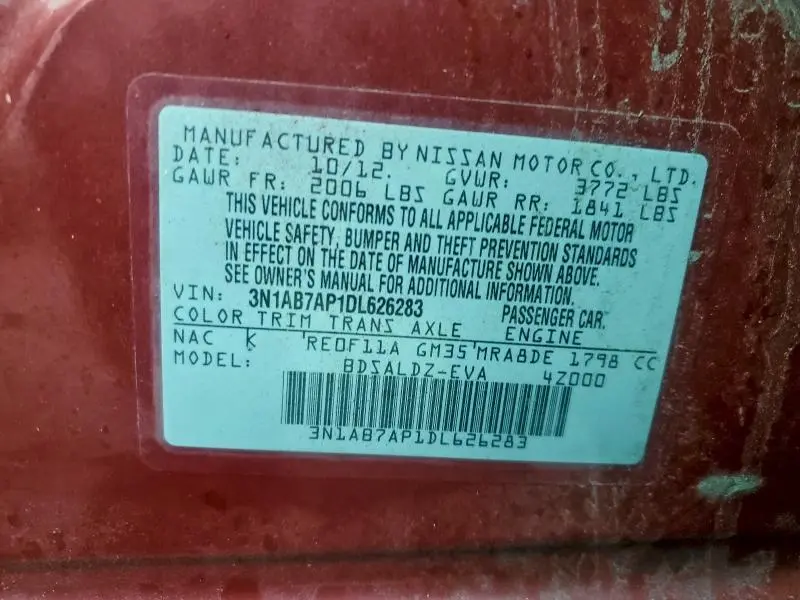 MANUFACTURED BY NISSAN MOTOR CO., LTD.
DATE: 10/12. GVWR: 3772 LBS
GAWR FR: 2006 LBS GAWR RR: 1841 LBS
THIS VEHICLE CONFORMS TO ALL APPLICABLE FEDERAL MOTOR
VEHICLE SAFETY, BUMPER AND THEFT PREVENTION STANDARDS
IN EFFECT ON THE DATE OF MANUFACTURE SHOWN ABOVE.
SEE OWNER'S MANUAL FOR ADDITIONAL INFORMATION.
VIN: 3N1AB7AP1DL626283 PASSENGER CAR.
COLOR TRIM TRANS AXLE ENGINE
NAC K RE0F11A GM35 MRA8DE 1798 CC
MODEL: BDSALDZ-EVA 4Z000
3N1AB7AP1DL626283